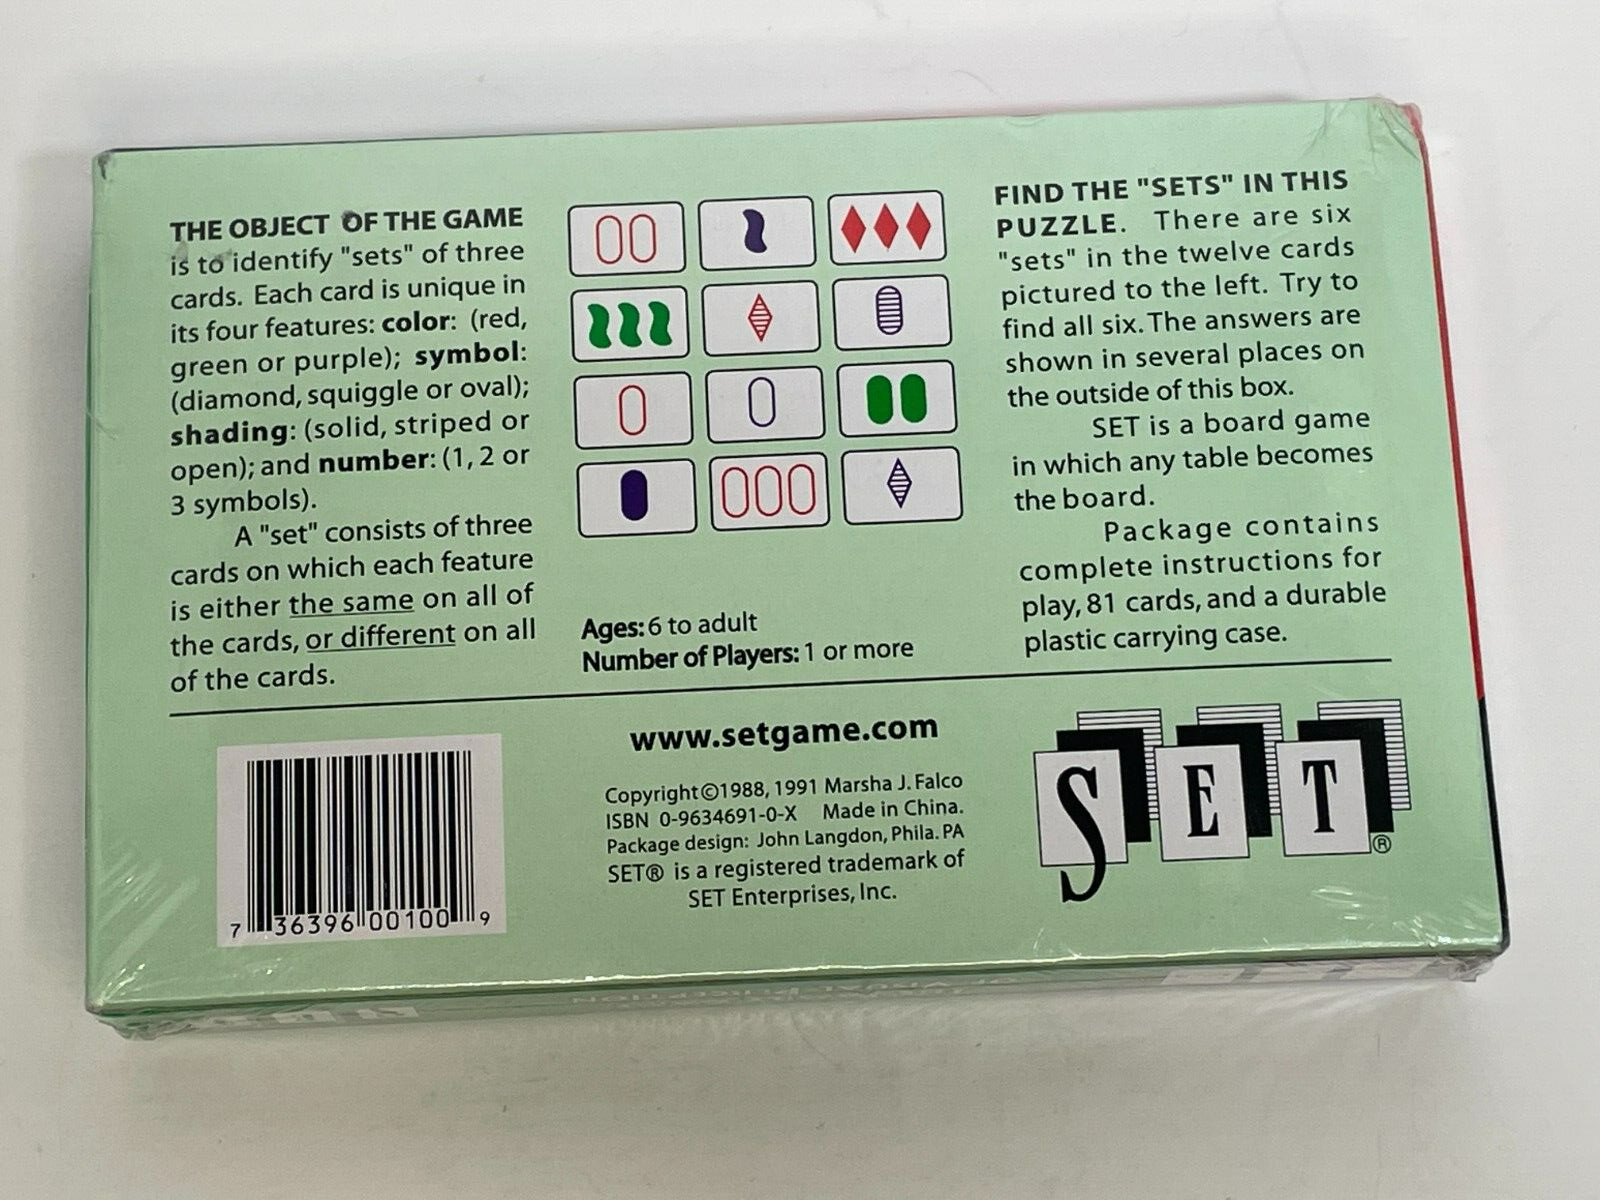 THE OBJECT OF THE GAME
is to identify "sets" of three
cards. Each card is unique in
its four features: color: (red,
green or purple); symbol:
(diamond, squiggle or oval);
shading: (solid, striped or
open); and number: (1, 2 or
3 symbols).
A "set" consists of three
cards on which each feature
is either the same on all of
the cards, or different on all
of the cards.
Ages: 6 to adult
Number of Players: 1 or more
FIND THE "SETS" IN THIS
PUZZLE. There are six
"sets" in the twelve cards
pictured to the left. Try to
find all six. The answers are
shown in several places on
the outside of this box.
SET is a board game
in which any table becomes
the board.
Package contains
complete instructions for
play, 81 cards, and a durable
plastic carrying case.
7 36396 00100 9
www.setgame.com
Copyright ©1988, 1991 Marsha J. Falco
ISBN 0-9634691-0-X Made in China.
Package design: John Langdon, Phila. PA
SET® is a registered trademark of
SET Enterprises, Inc.
SET®